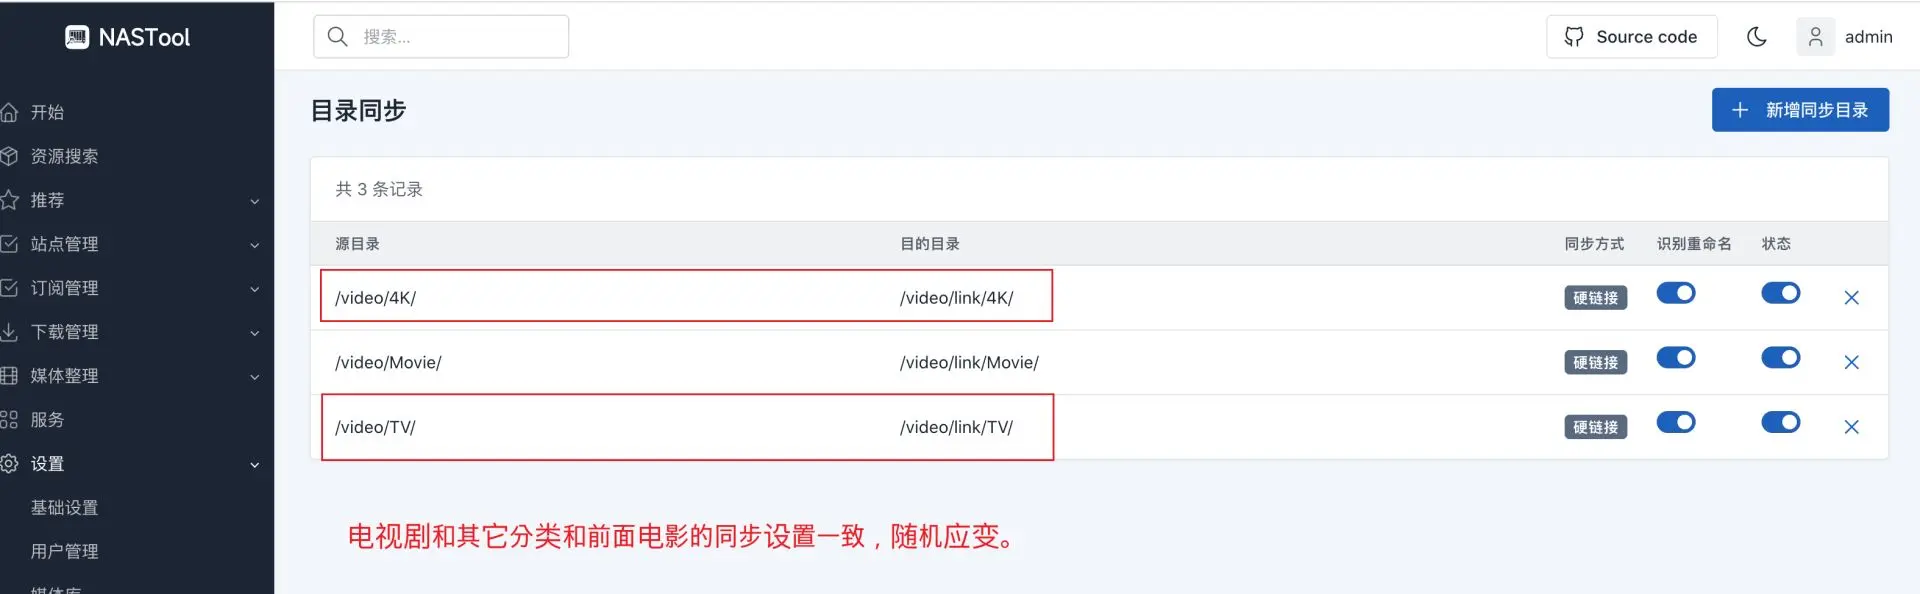 NASTool
搜索...
Source code
admin
开始
资源搜索
推荐
站点管理
订阅管理
下载管理
媒体整理
服务
设置
基础设置
用户管理
媒体库
目录同步
新增同步目录
共 3 条记录
源目录 目的目录 同步方式 识别重命名 状态
/video/4K/ /video/link/4K/ 硬链接
/video/Movie/ /video/link/Movie/ 硬链接
/video/TV/ /video/link/TV/ 硬链接
电视剧和其它分类和前面电影的同步设置一致，随机应变。